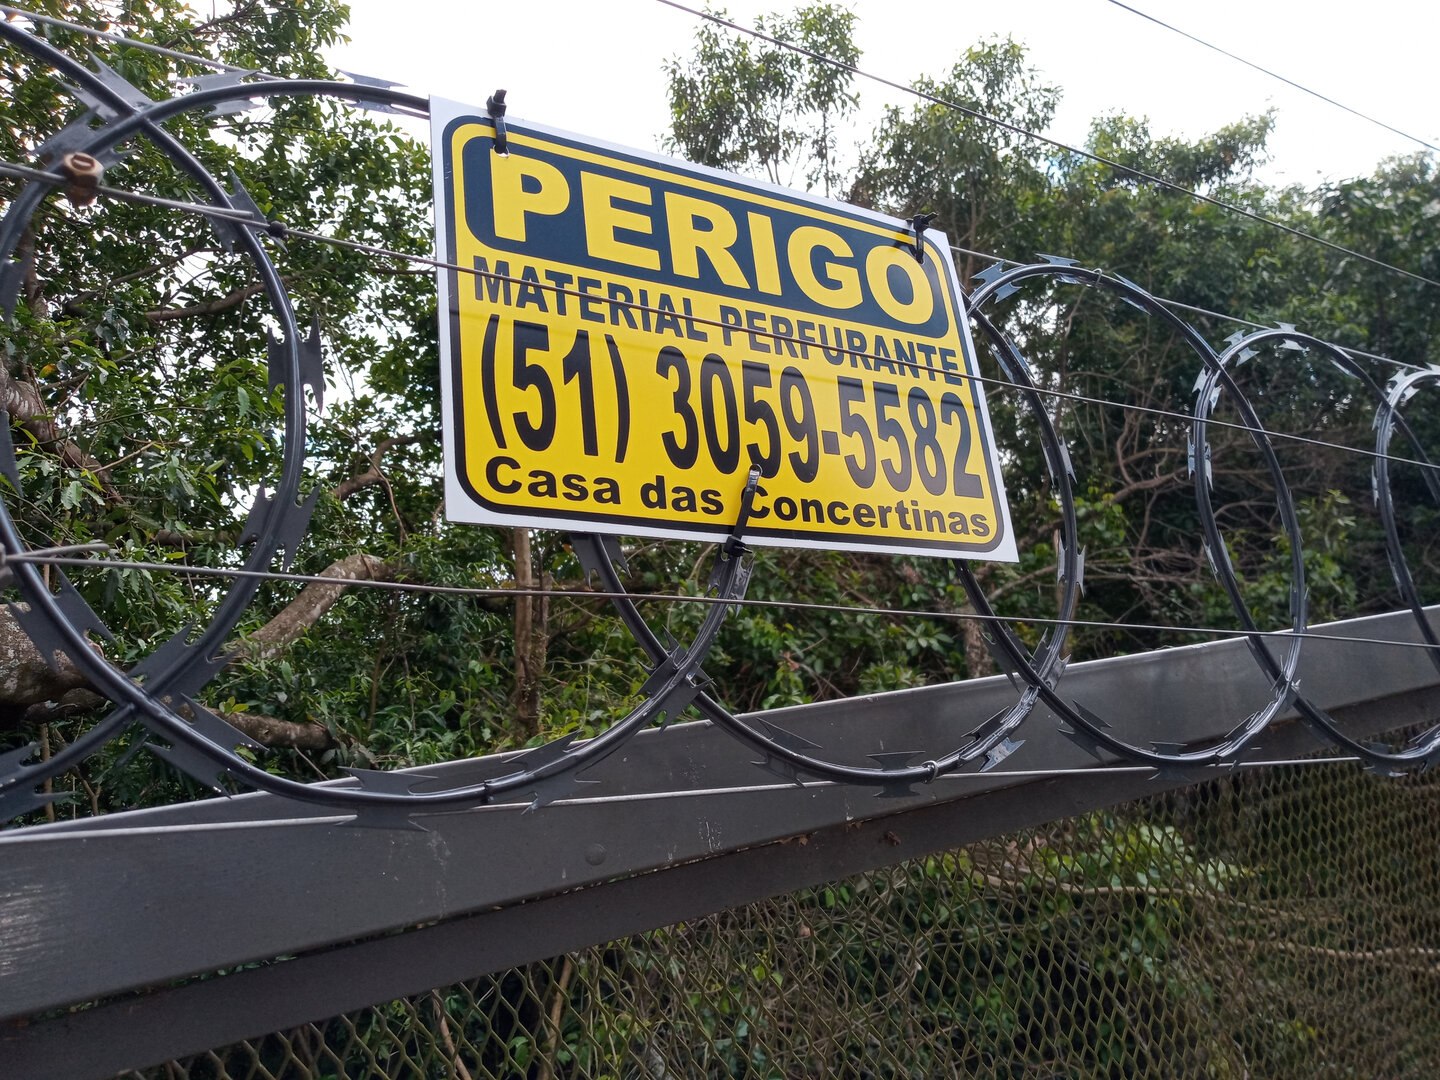 PERIGO
MATERIAL PERFURANTE
(51) 3059-5582
Casa das Concertinas